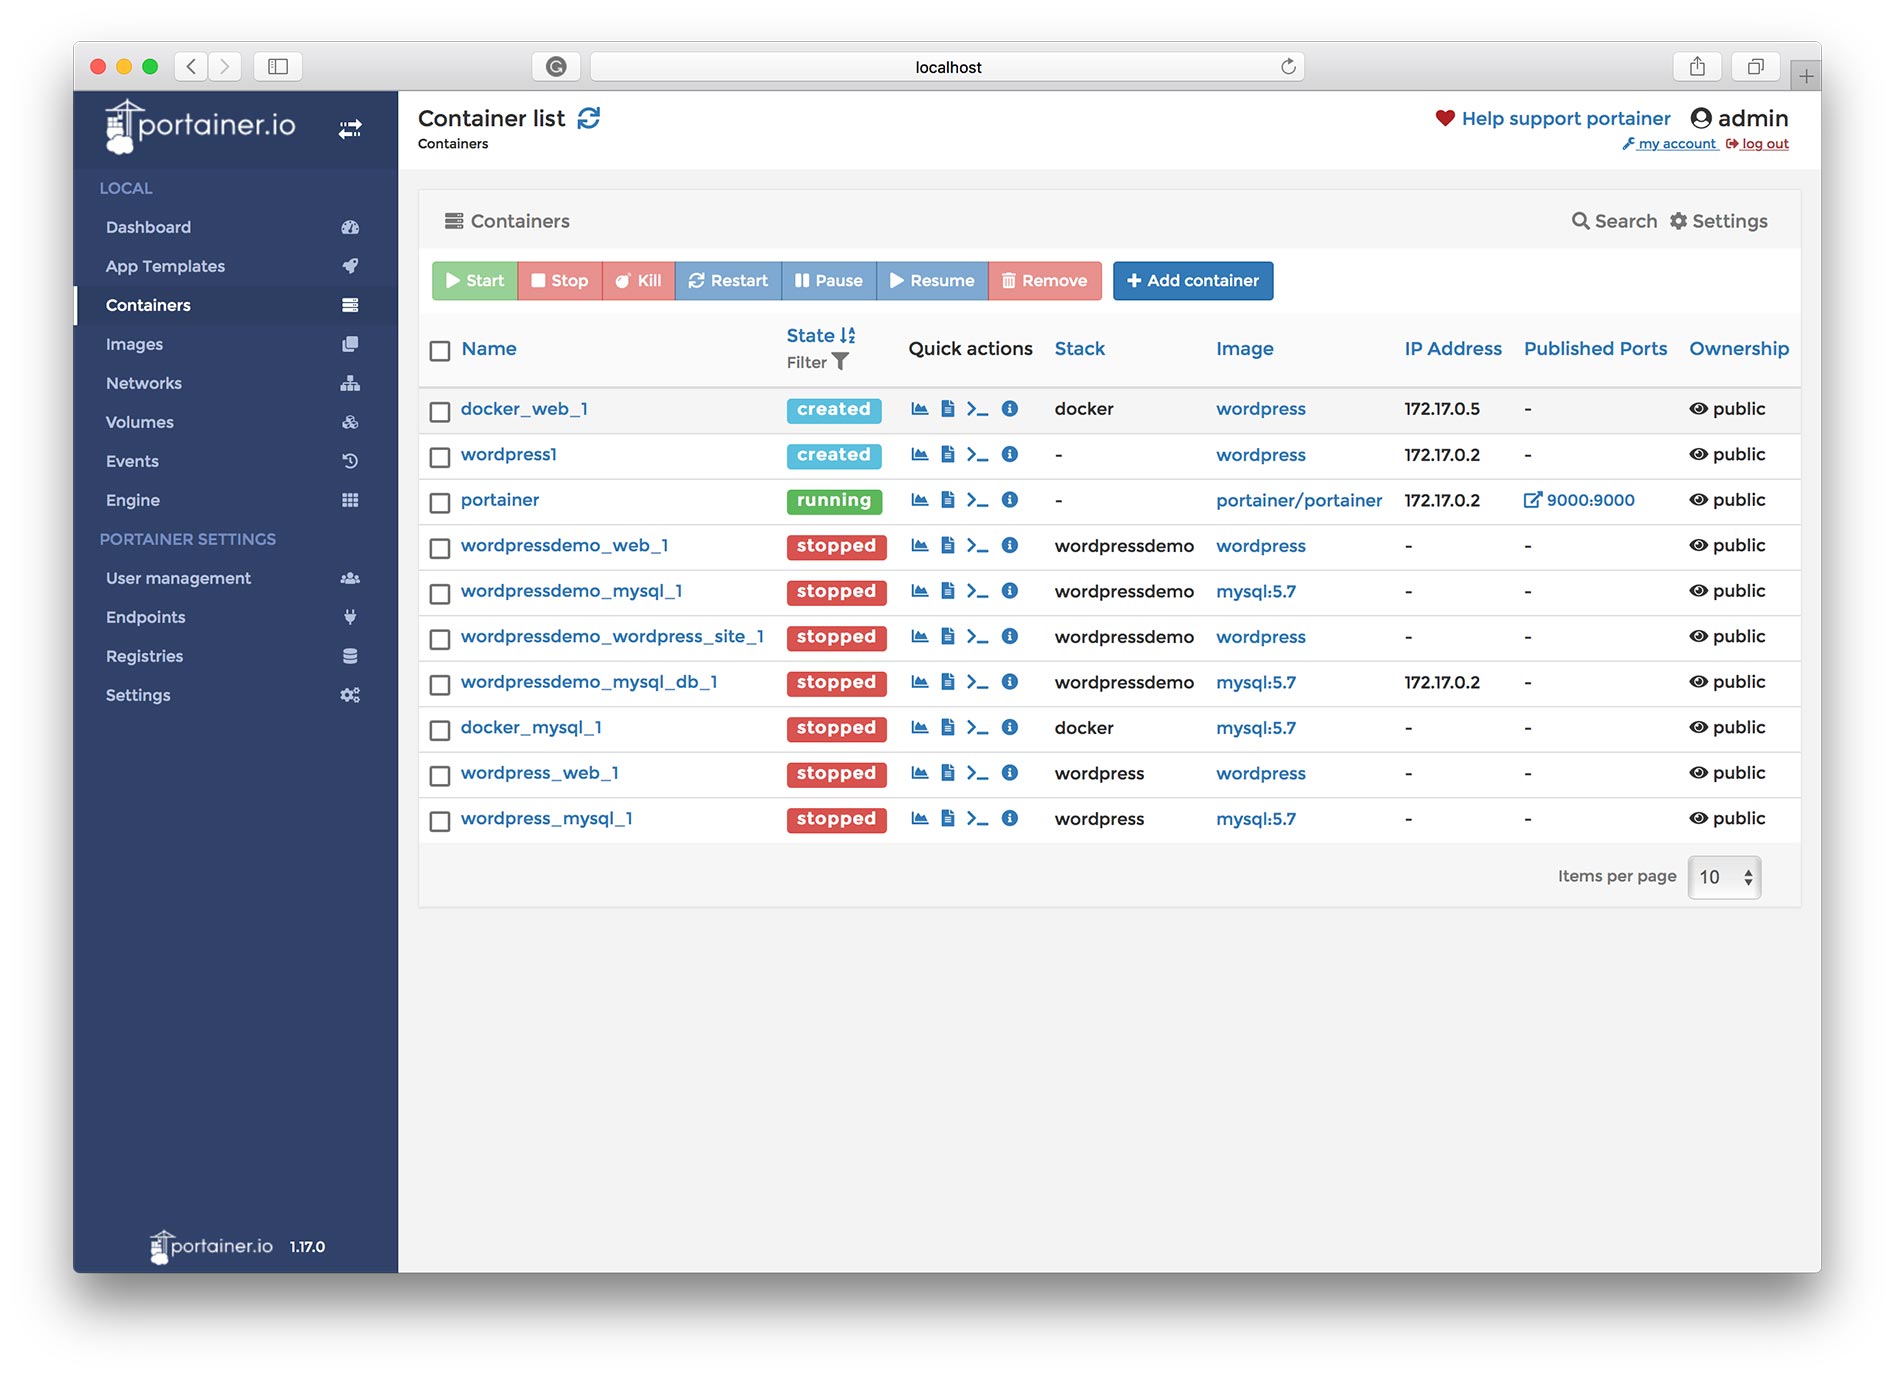 localhost
portainer.io
Container list
Containers
Help support portainer admin
my account log out
LOCAL
Dashboard
App Templates
Containers
Images
Networks
Volumes
Events
Engine
PORTAINER SETTINGS
User management
Endpoints
Registries
Settings
portainer.io 1.17.0
Containers Search Settings
Start Stop Kill Restart Pause Resume Remove Add container
Name State Filter Quick actions Stack Image IP Address Published Ports Ownership
docker_web_1 created docker wordpress 172.17.0.5 - public
wordpress1 created - wordpress 172.17.0.2 - public
portainer running - portainer/portainer 172.17.0.2 9000:9000 public
wordpressdemo_web_1 stopped wordpressdemo wordpress - - public
wordpressdemo_mysql_1 stopped wordpressdemo mysql:5.7 - - public
wordpressdemo_wordpress_site_1 stopped wordpressdemo wordpress - - public
wordpressdemo_mysql_db_1 stopped wordpressdemo mysql:5.7 172.17.0.2 - public
docker_mysql_1 stopped docker mysql:5.7 - - public
wordpress_web_1 stopped wordpress wordpress - - public
wordpress_mysql_1 stopped wordpress mysql:5.7 - - public
Items per page 10